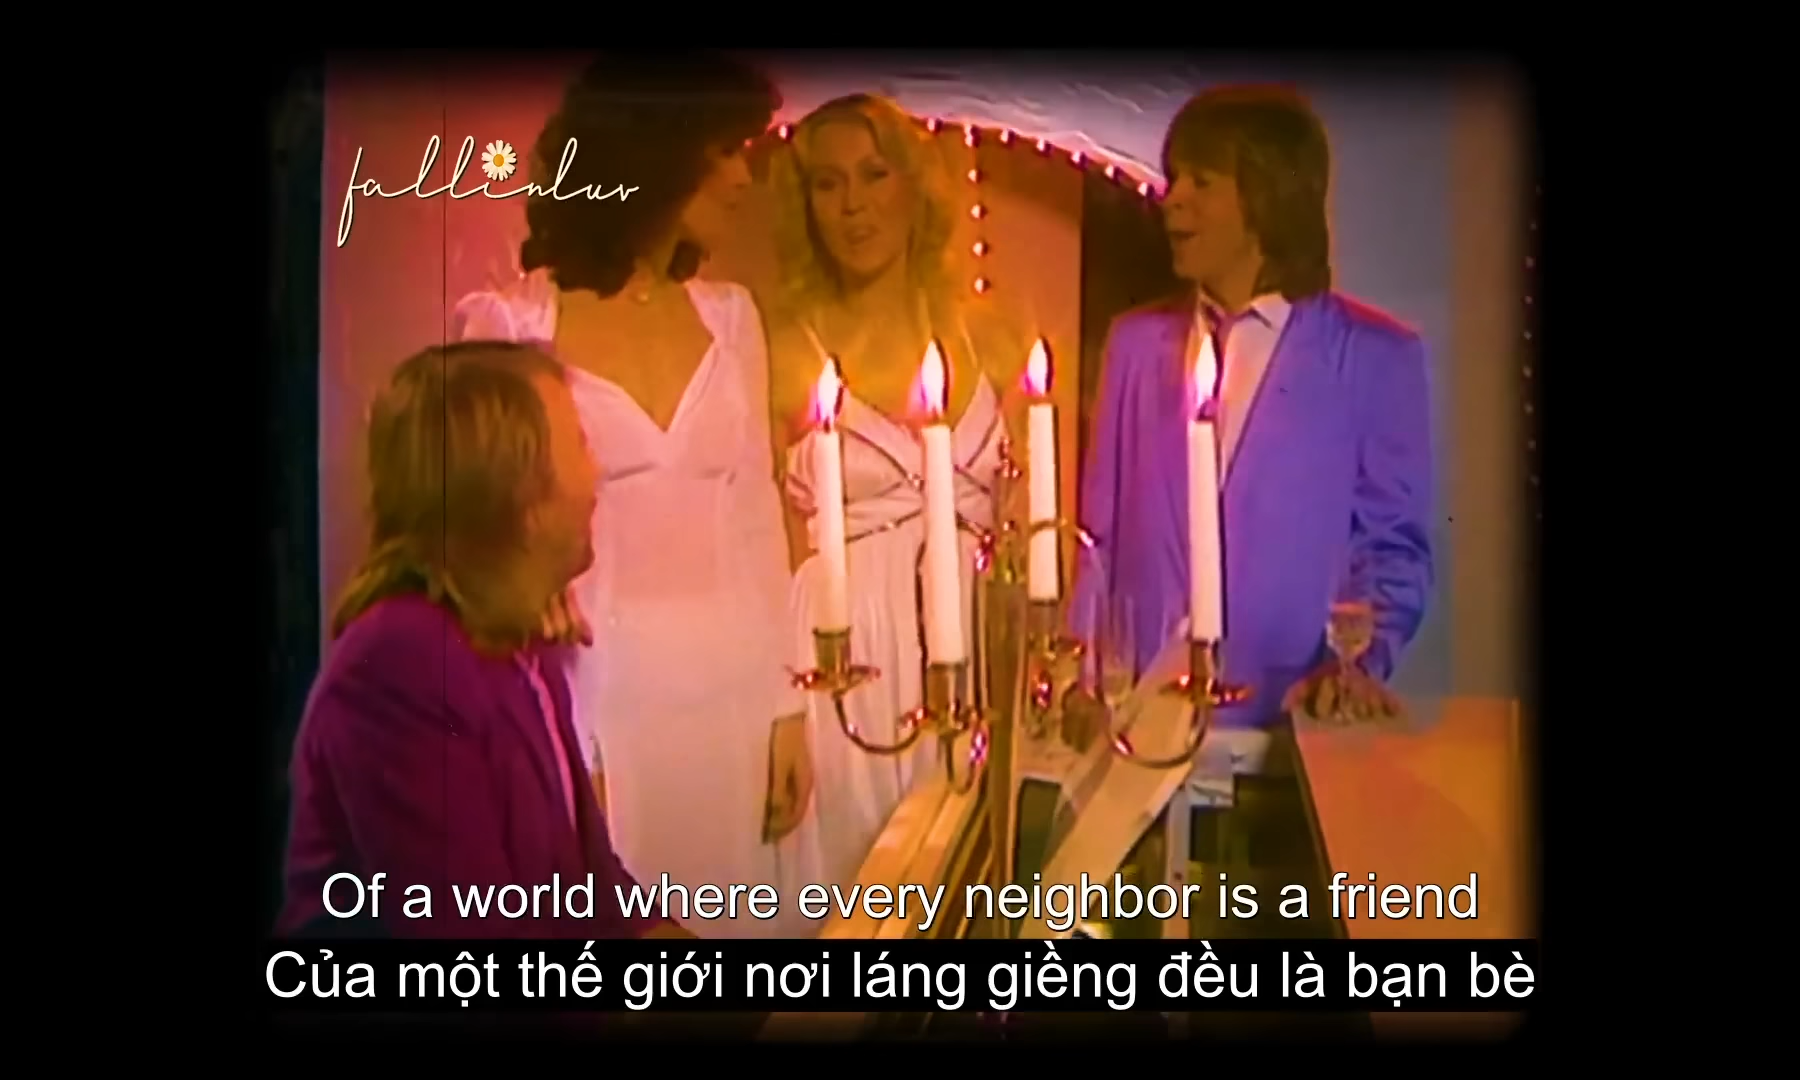 fallinluv
Of a world where every neighbor is a friend
Của một thế giới nơi láng giềng đều là bạn bè